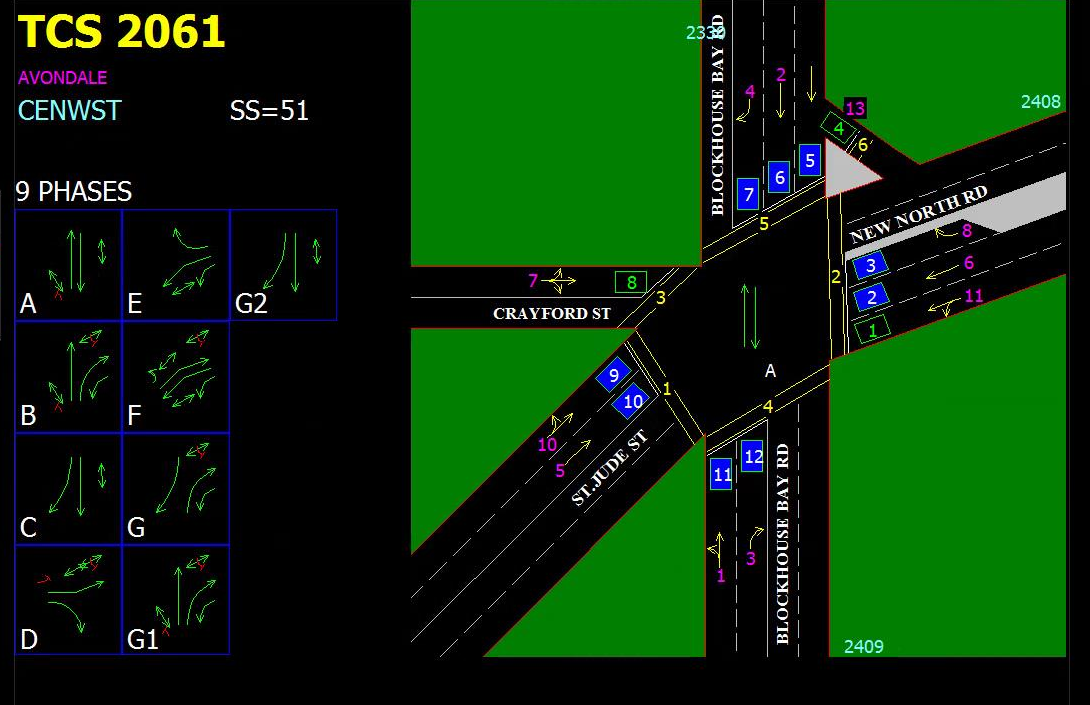 TCS 2061
AVONDALE
CENWST
SS=51
9 PHASES
A
E
G2
B
F
C
G
D
G1
2330
BLOCKHOUSE BAY RD
4
2
13
2408
4
6
5
6
7
5
NEW NORTH RD
8
3
6
2
2
11
1
7
8
3
CRAYFORD ST
A
9
10
1
4
10
5
ST.JUDE ST
11
12
BLOCKHOUSE BAY RD
1
3
2409